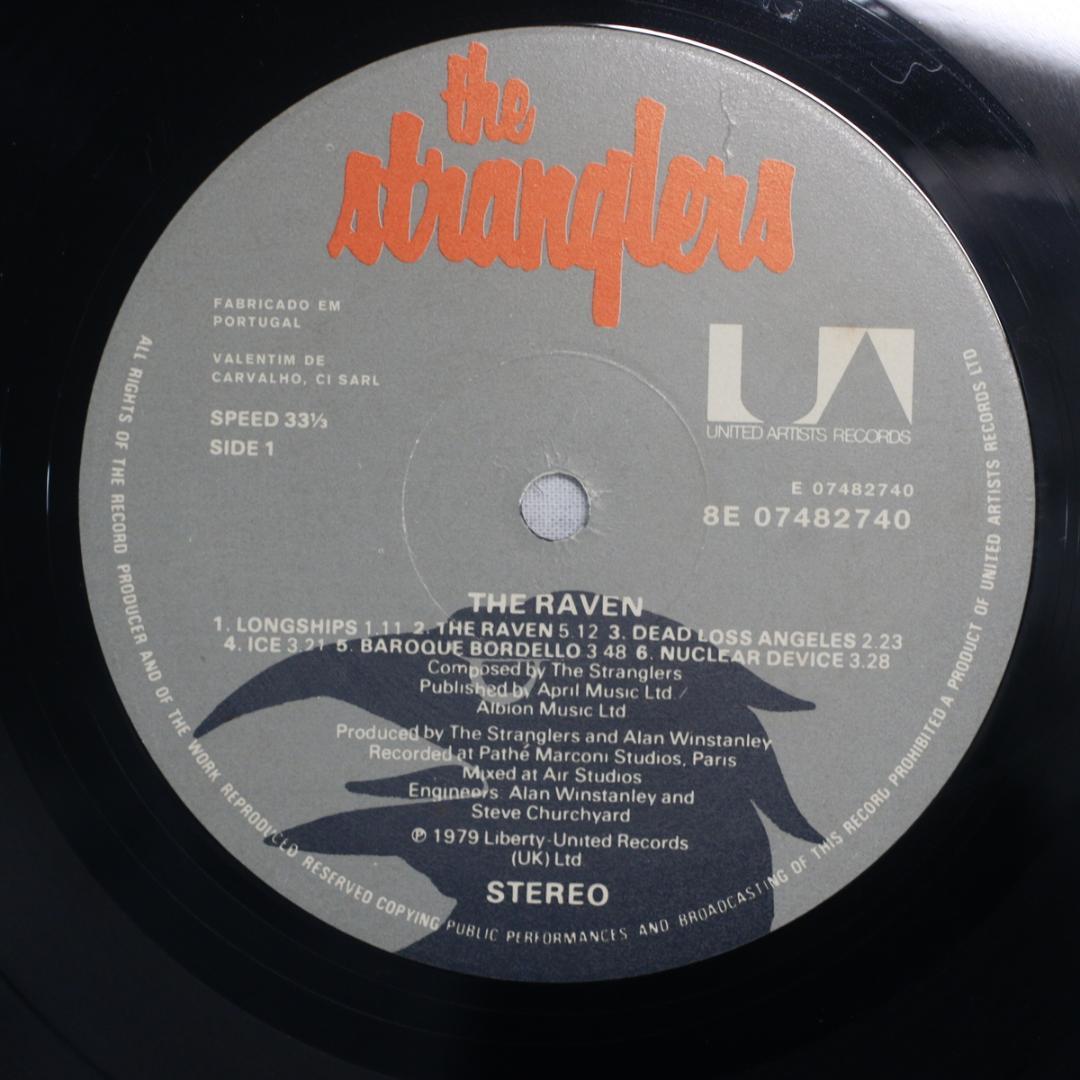 the
stranglers
FABRICADO EM
PORTUGAL
VALENTIM DE
CARVALHO, CI SARL
SPEED 33⅓
SIDE 1
UA
UNITED ARTISTS RECORDS
E 07482740
8E 07482740
THE RAVEN
1. LONGSHIPS 1.11 2. THE RAVEN 5.12 3. DEAD LOSS ANGELES 2.23
4. ICE 3.21 5. BAROQUE BORDELLO 3 48 6. NUCLEAR DEVICE 3.28
Composed by The Stranglers
Published by April Music Ltd /
Albion Music Ltd
Produced by The Stranglers and Alan Winstanley
Recorded at Pathé Marconi Studios, Paris
Mixed at Air Studios
Engineers Alan Winstanley and
Steve Churchyard
℗ 1979 Liberty-United Records
(UK) Ltd
STEREO
ALL RIGHTS OF THE RECORD PRODUCER AND OF THE WORK REPRODUCED RESERVED COPYING PUBLIC PERFORMANCES AND BROADCASTING OF THIS RECORD PROHIBITED A PRODUCT OF UNITED ARTISTS RECORDS LTD